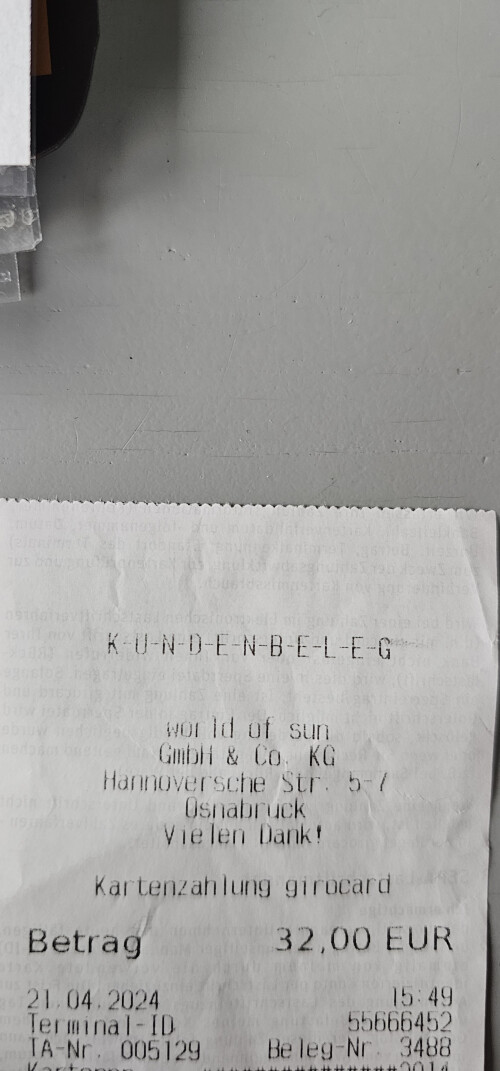 K-U-N-D-E-N-B-E-L-E-G
world of sun
GmbH & Co. KG
Hannoversche Str. 5-7
Osnabrück
Vielen Dank!
Kartenzahlung girocard
Betrag 32,00 EUR
21.04.2024 15:49
Terminal-ID 55666452
TA-Nr. 005129 Beleg-Nr. 3488